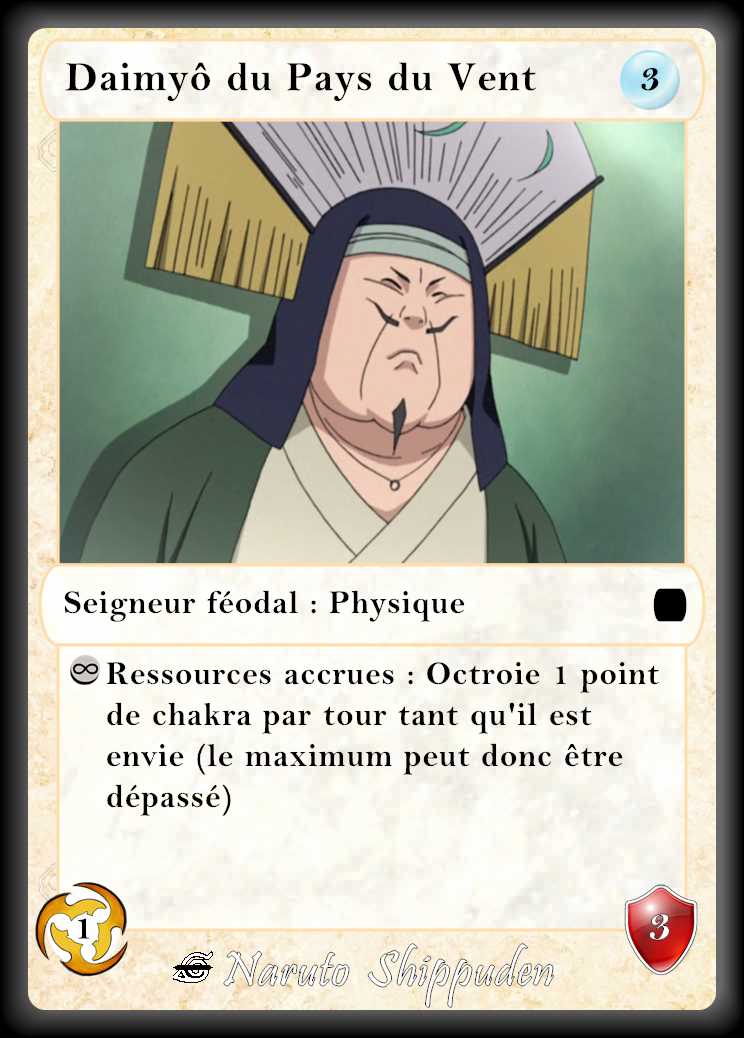 Daimyô du Pays du Vent 3
Seigneur féodal : Physique
∞ Ressources accrues : Octroie 1 point
de chakra par tour tant qu'il est
envie (le maximum peut donc être
dépassé)
1
3
Naruto Shippuden